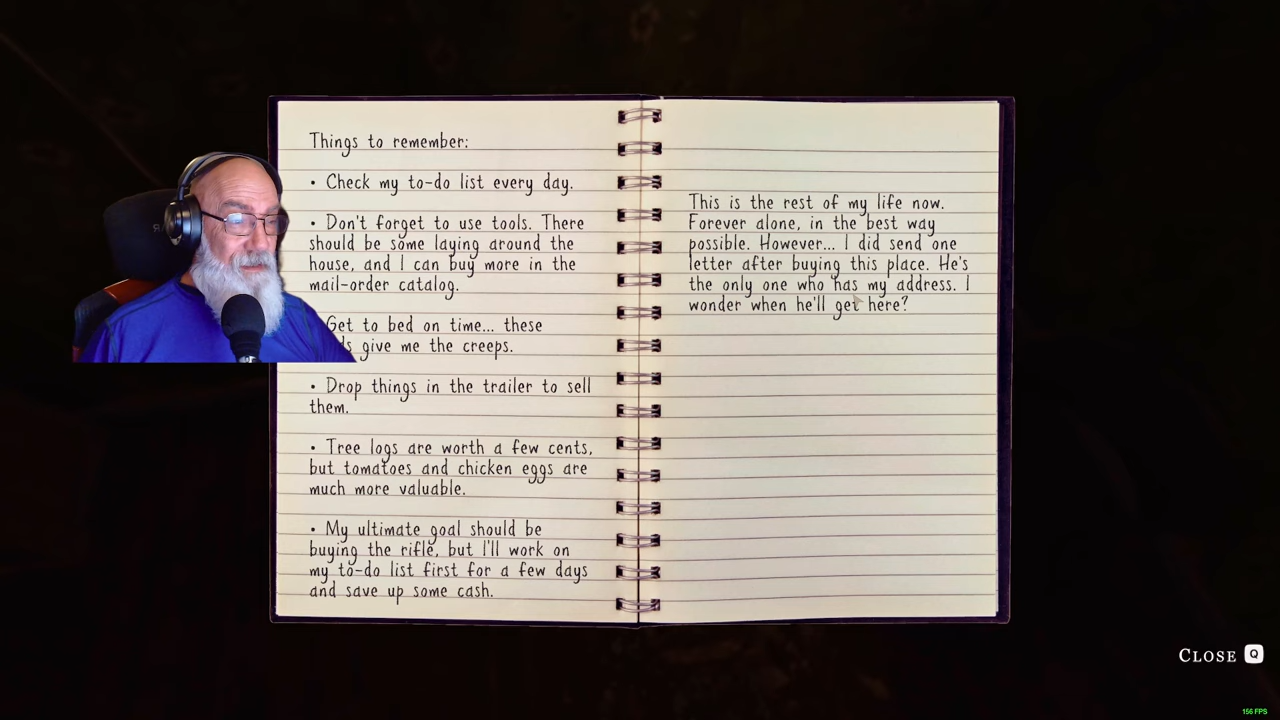 Things to remember:
• Check my to-do list every day.
• Don't forget to use tools. There
should be some laying around the
house, and I can buy more in the
mail-order catalog.
Get to bed on time... these
give me the creeps.
• Drop things in the trailer to sell
them.
• Tree logs are worth a few cents,
but tomatoes and chicken eggs are
much more valuable.
• My ultimate goal should be
buying the rifle, but I'll work on
my to-do list first for a few days
and save up some cash.
This is the rest of my life now.
Forever alone, in the best way
possible. However... I did send one
letter after buying this place. He's
the only one who has my address. I
wonder when he'll get here?
CLOSE Q
156 FPS